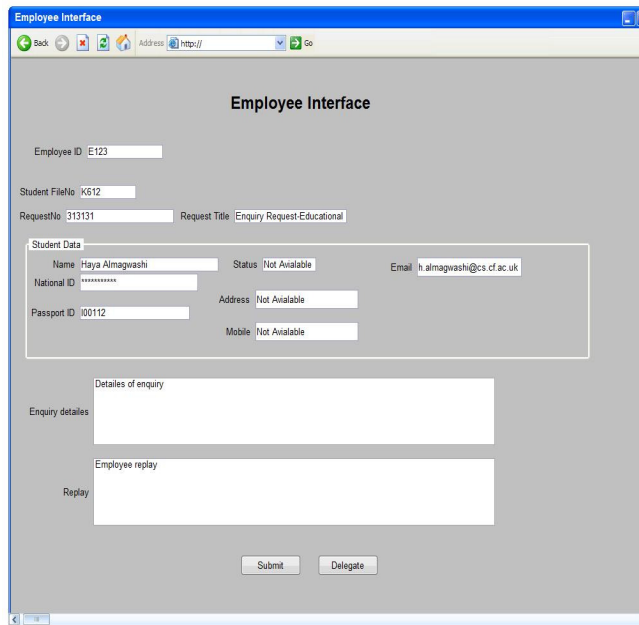 Employee Interface
Back Address http:// Go
Employee Interface
Employee ID E123
Student FileNo K612
RequestNo 313131 Request Title Enquiry Request-Educational
Student Data
Name Haya Almagwashi Status Not Avialable Email h.almagwashi@cs.cf.ac.uk
National ID ***********
Address Not Avialable
Passport ID I00112
Mobile Not Avialable
Detailes of enquiry
Enquiry detailes
Employee replay
Replay
Submit Delegate